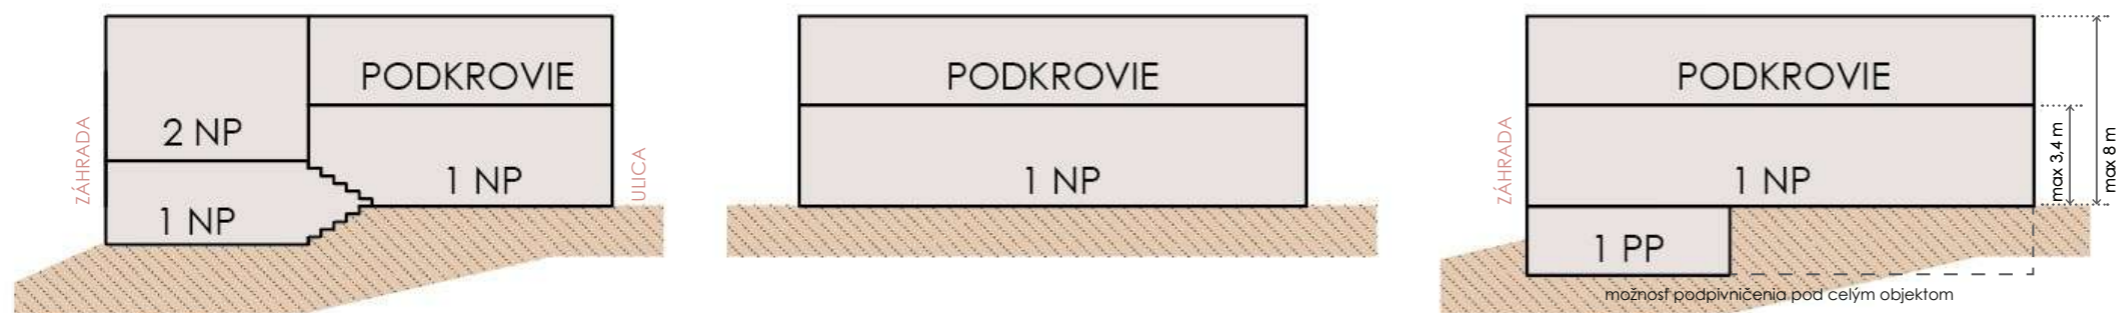 ZÁHRADA
2 NP
1 NP
PODKROVIE
1 NP
ULICA
PODKROVIE
1 NP
ZÁHRADA
PODKROVIE
1 NP
1 PP
možnosť podpivničenia pod celým objektom
max 3,4 m
max 8 m